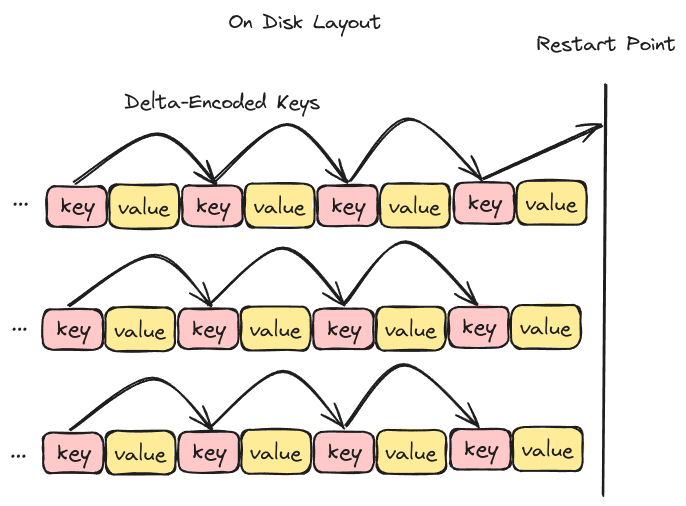 On Disk Layout
Restart Point
Delta-Encoded Keys
... key value key value key value key value
... key value key value key value key value
... key value key value key value key value